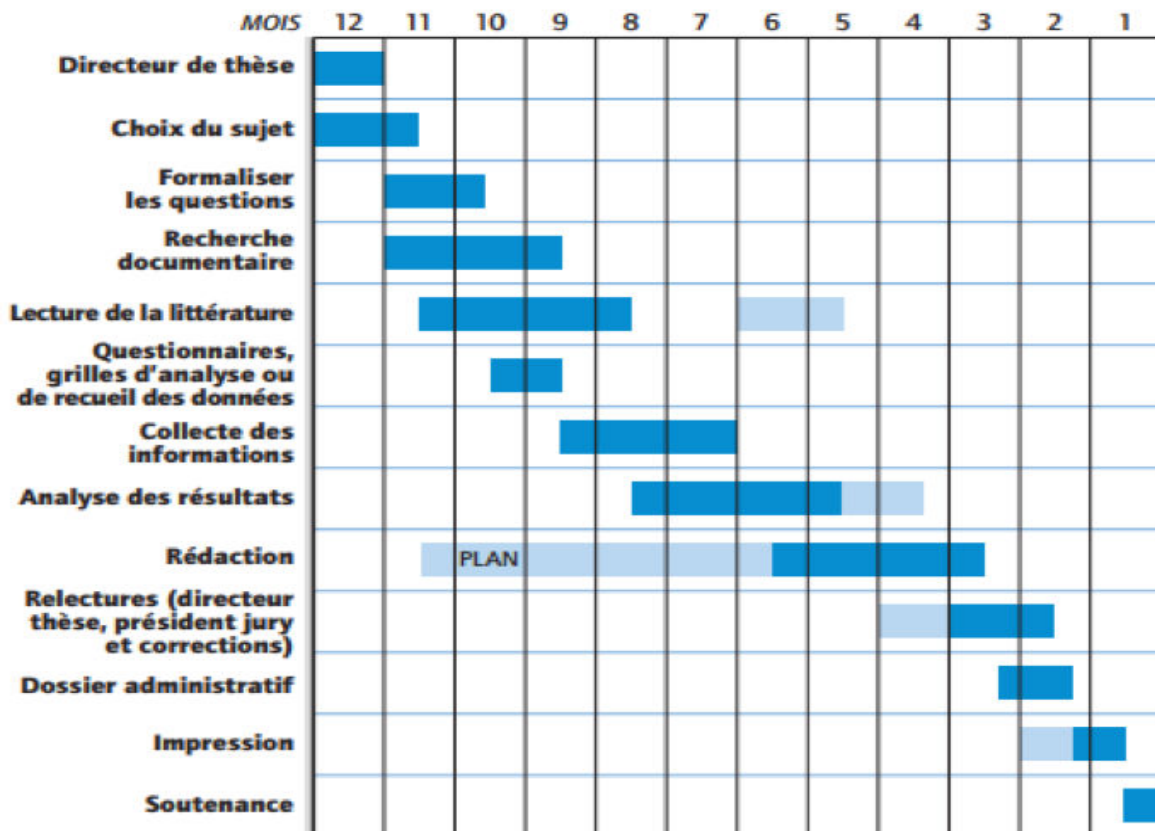 MOIS 12 11 10 9 8 7 6 5 4 3 2 1
Directeur de thèse
Choix du sujet
Formaliser
les questions
Recherche
documentaire
Lecture de la littérature
Questionnaires,
grilles d'analyse ou
de recueil des données
Collecte des
informations
Analyse des résultats
Rédaction PLAN
Relectures (directeur
thèse, président jury
et corrections)
Dossier administratif
Impression
Soutenance